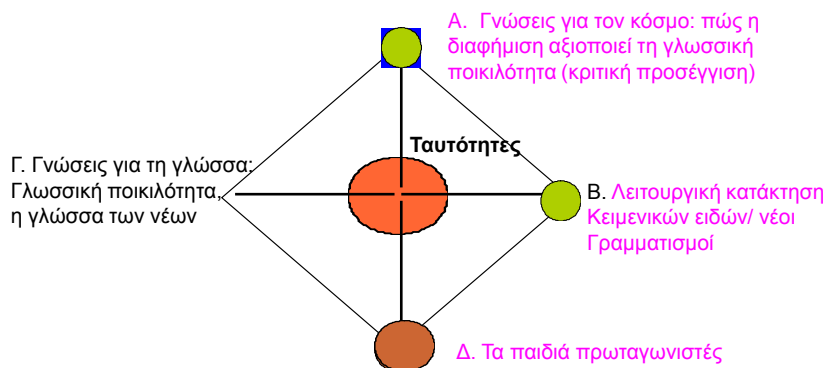 Α. Γνώσεις για τον κόσμο: πώς η
διαφήμιση αξιοποιεί τη γλωσσική
ποικιλότητα (κριτική προσέγγιση)
Ταυτότητες
Γ. Γνώσεις για τη γλώσσα:
Γλωσσική ποικιλότητα,
η γλώσσα των νέων
Β. Λειτουργική κατάκτηση
Κειμενικών ειδών/ νέοι
Γραμματισμοί
Δ. Τα παιδιά πρωταγωνιστές